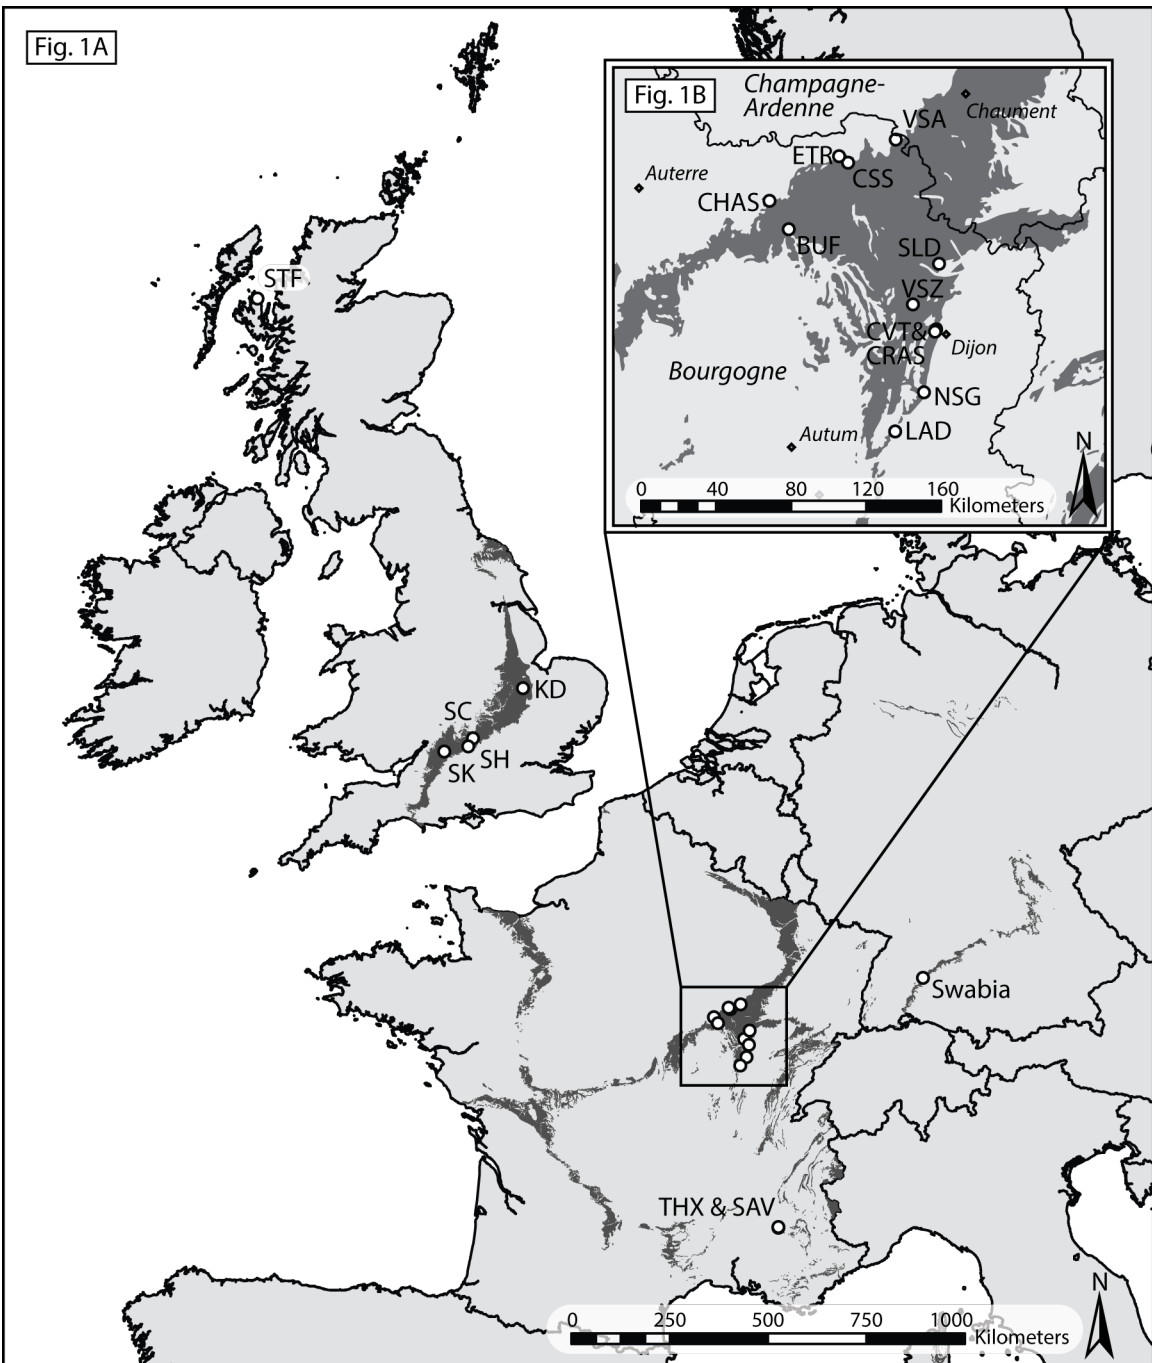 Fig. 1A
Fig. 1B
Champagne-
Ardenne
Chaument
VSA
ETR
CSS
Auterre
CHAS
BUF
SLD
VSZ
CVT&
CRAS
Dijon
Bourgogne
NSG
Autum
LAD
N
0 40 80 120 160
Kilometers
STF
KD
SC
SH
SK
Swabia
THX & SAV
N
0 250 500 750 1000
Kilometers